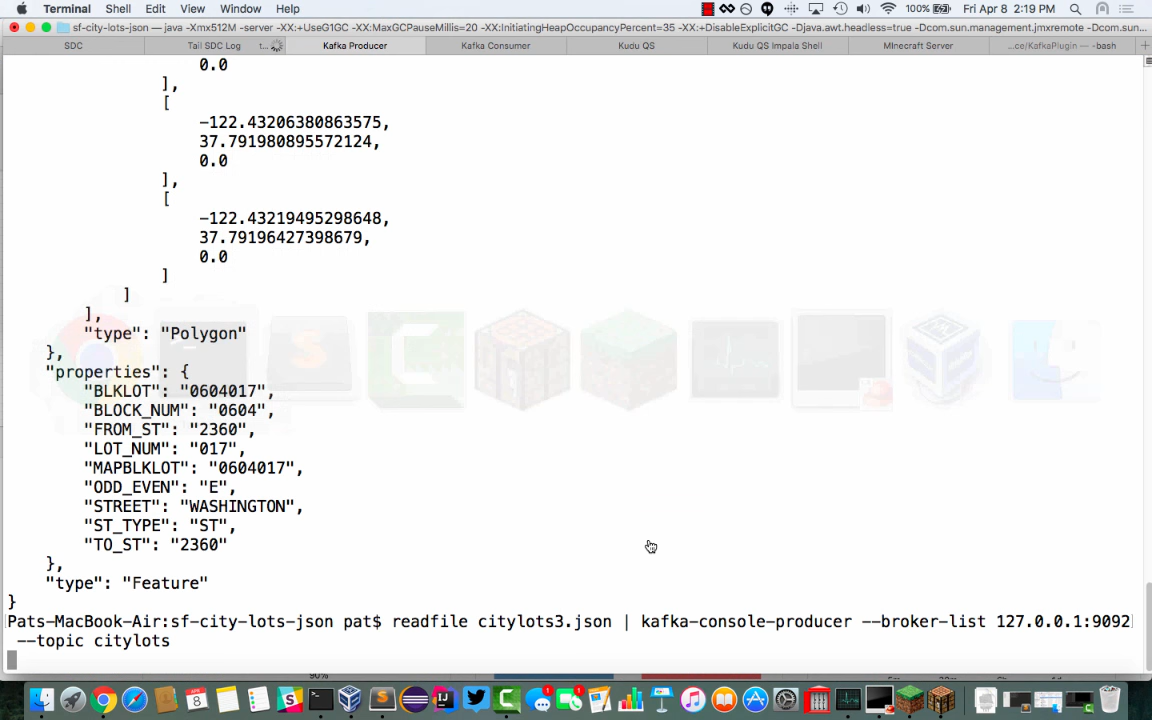 Terminal Shell Edit View Window Help 100% Fri Apr 8 2:19 PM
sf-city-lots-json — java -Xmx512M -server -XX:+UseG1GC -XX:MaxGCPauseMillis=20 -XX:InitiatingHeapOccupancyPercent=35 -XX:+DisableExplicitGC -Djava.awt.headless=true -Dcom.sun.management.jmxremote -Dcom.sun...
SDC Tail SDC Log t... Kafka Producer Kafka Consumer Kudu QS Kudu QS Impala Shell MInecraft Server ...ce/KafkaPlugin — -bash
0.0
],
[
-122.43206380863575,
37.791980895572124,
0.0
],
[
-122.43219495298648,
37.79196427398679,
0.0
]
]
],
"type": "Polygon"
},
"properties": {
"BLKLOT": "0604017",
"BLOCK_NUM": "0604",
"FROM_ST": "2360",
"LOT_NUM": "017",
"MAPBLKLOT": "0604017",
"ODD_EVEN": "E",
"STREET": "WASHINGTON",
"ST_TYPE": "ST",
"TO_ST": "2360"
},
"type": "Feature"
}
Pats-MacBook-Air:sf-city-lots-json pat$ readfile citylots3.json | kafka-console-producer --broker-list 127.0.0.1:9092
--topic citylots
90%